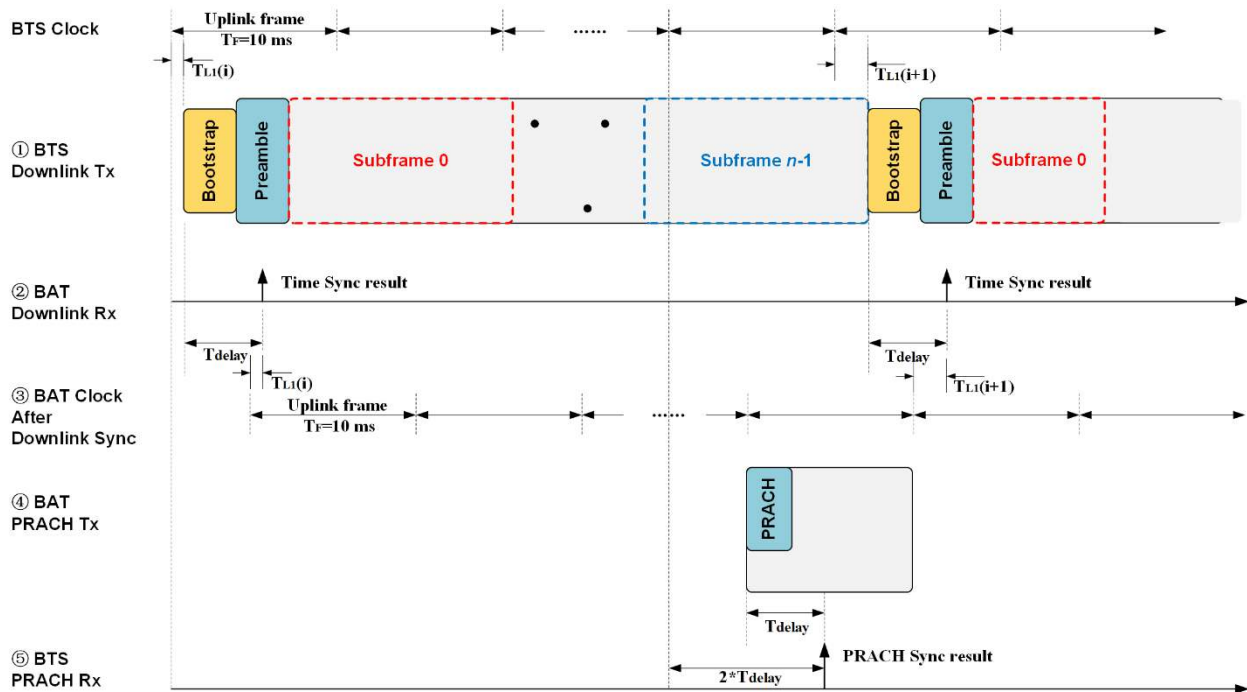 Uplink frame
BTS Clock
TF=10 ms
......
TL1(i)
TL1(i+1)
① BTS
Downlink Tx
Bootstrap
Preamble
Subframe 0
Subframe n-1
Bootstrap
Preamble
Subframe 0
② BAT
Downlink Rx
Time Sync result
Time Sync result
Tdelay
Tdelay
TL1(i)
TL1(i+1)
③ BAT Clock
After
Downlink Sync
Uplink frame
TF=10 ms
......
④ BAT
PRACH Tx
PRACH
Tdelay
⑤ BTS
PRACH Rx
PRACH Sync result
2*Tdelay